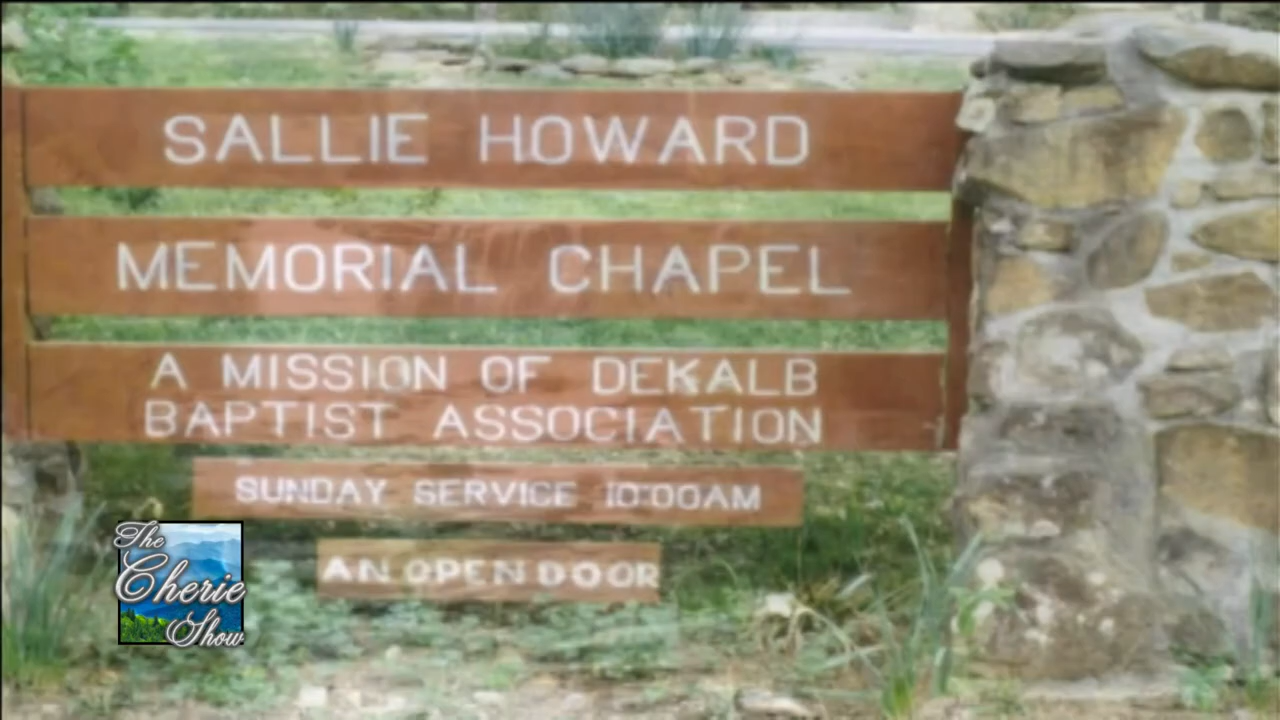 SALLIE HOWARD
MEMORIAL CHAPEL
A MISSION OF DEKALB
BAPTIST ASSOCIATION
SUNDAY SERVICE 10:00AM
AN OPEN DOOR
The
Cherie
Show